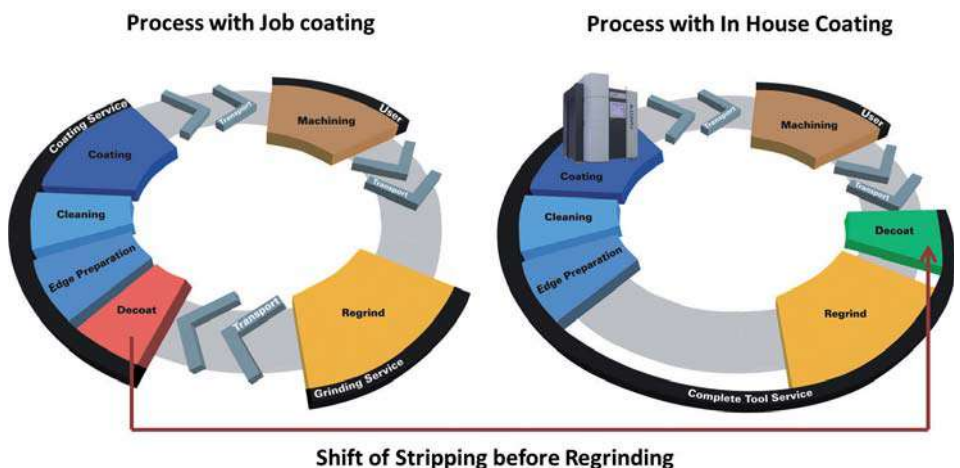 Process with Job coating
Process with In House Coating
Coating Service
Coating
Cleaning
Edge Preparation
Decoat
Transport
Machining
User
Transport
Transport
Regrind
Grinding Service
Coating
Cleaning
Edge Preparation
Transport
Machining
User
Transport
Decoat
Regrind
Complete Tool Service
Shift of Stripping before Regrinding